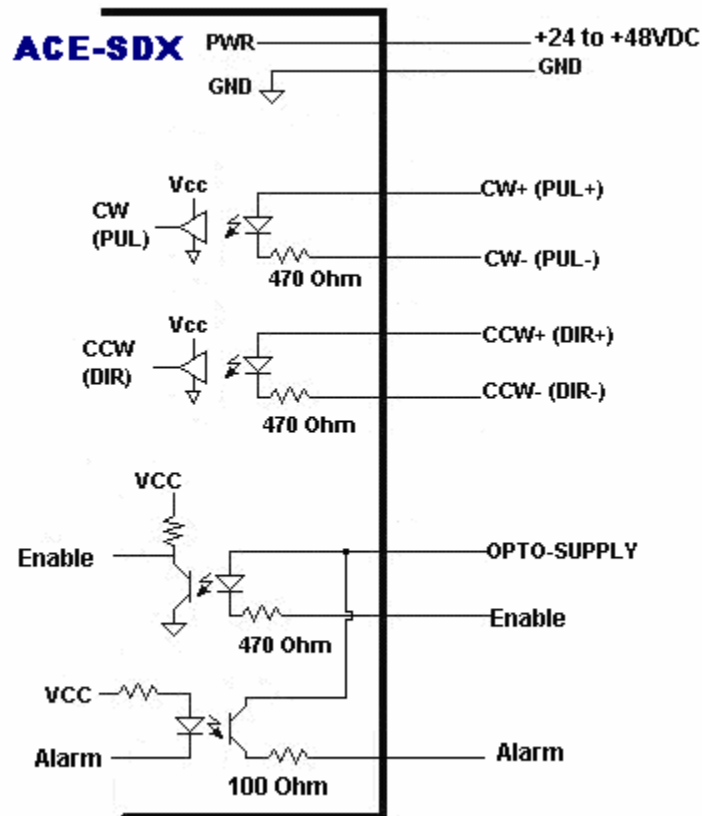 ACE-SDX
PWR
+24 to +48VDC
GND
GND
Vcc
CW
(PUL)
CW+ (PUL+)
CW- (PUL-)
470 Ohm
Vcc
CCW
(DIR)
CCW+ (DIR+)
CCW- (DIR-)
470 Ohm
VCC
Enable
OPTO-SUPPLY
Enable
470 Ohm
VCC
Alarm
Alarm
100 Ohm